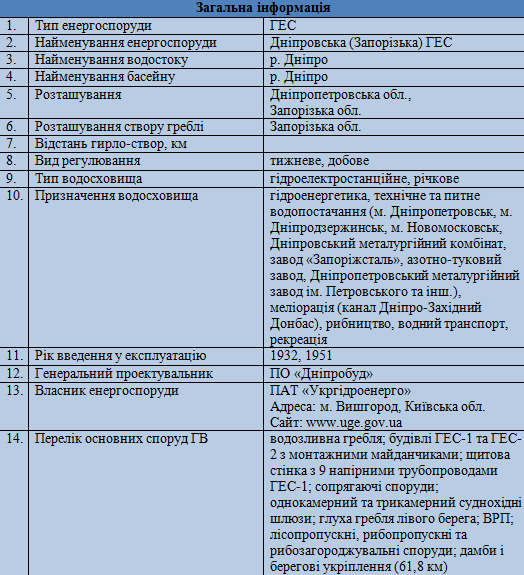 Загальна інформація
1. Тип енергоспоруди ГЕС
2. Найменування енергоспоруди Дніпровська (Запорізька) ГЕС
3. Найменування водостоку р. Дніпро
4. Найменування басейну р. Дніпро
5. Розташування Дніпропетровська обл.,
Запорізька обл.
6. Розташування створу греблі Запорізька обл.
7. Відстань гирло-створ, км
8. Вид регулювання тижневе, добове
9. Тип водосховища гідроелектростанційне, річкове
10. Призначення водосховища гідроенергетика, технічне та питне
водопостачання (м. Дніпропетровськ, м.
Дніпродзержинськ, м. Новомосковськ,
Дніпровський металургійний комбінат,
завод «Запоріжсталь», азотно-туковий
завод, Дніпропетровський металургійний
завод ім. Петровського та інш.),
меліорація (канал Дніпро-Західний
Донбас), рибництво, водний транспорт,
рекреація
11. Рік введення у експлуатацію 1932, 1951
12. Генеральний проектувальник ПО «Дніпробуд»
13. Власник енергоспоруди ПАТ «Укргідроенерго»
Адреса: м. Вишгород, Київська обл.
Сайт: www.uge.gov.ua
14. Перелік основних споруд ГВ водозливна гребля; будівлі ГЕС-1 та ГЕС-
2 з монтажними майданчиками; щитова
стінка з 9 напірними трубопроводами
ГЕС-1; сопрягаючі споруди;
однокамерний та трикамерний суднохідні
шлюзи; глуха гребля лівого берега; ВРП;
лісопропускні, рибопропускні та
рибозагороджувальні споруди; дамби і
берегові укріплення (61,8 км)